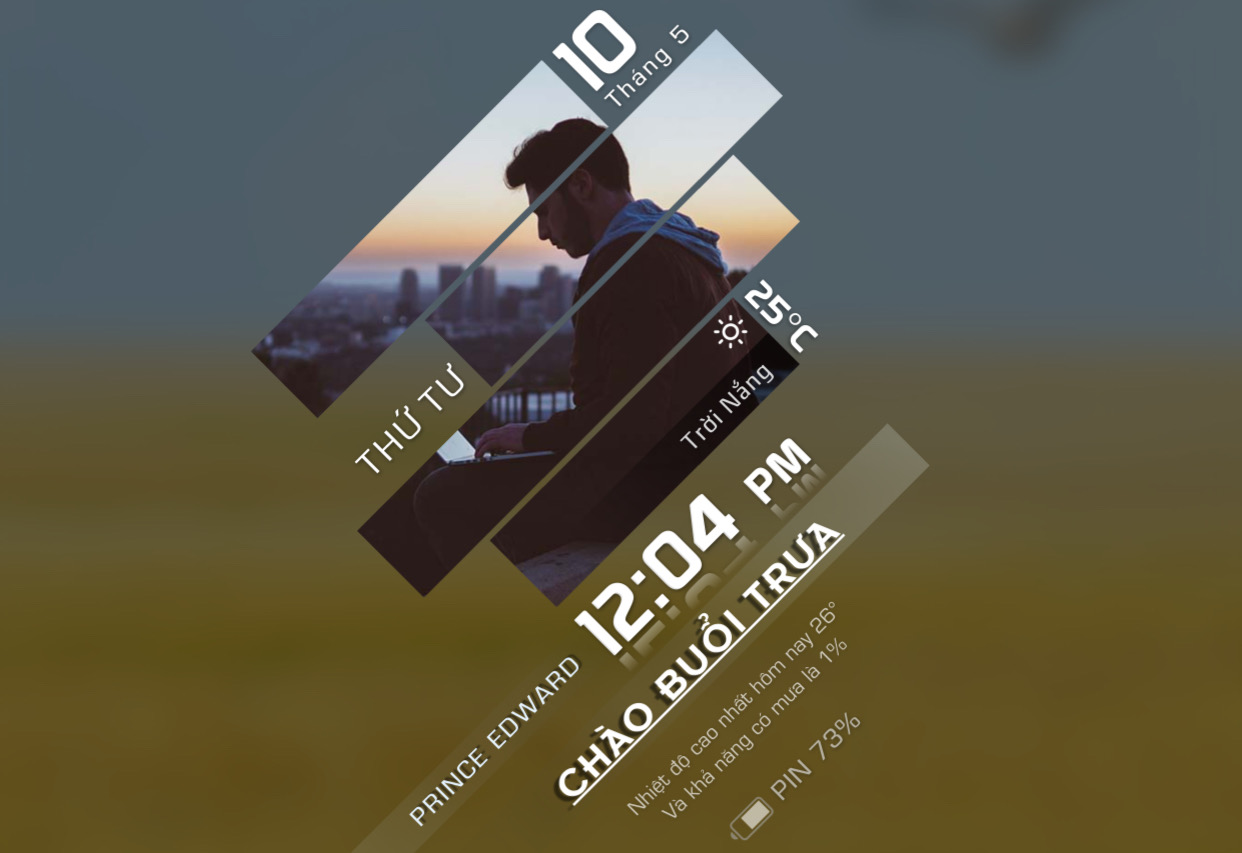 10
Tháng 5
THỨ TƯ
25°C
Trời Nắng
12:04 PM
PRINCE EDWARD
CHÀO BUỔI TRƯA
Nhiệt độ cao nhất hôm nay 26°
Và khả năng có mua là 1%
PIN 73%